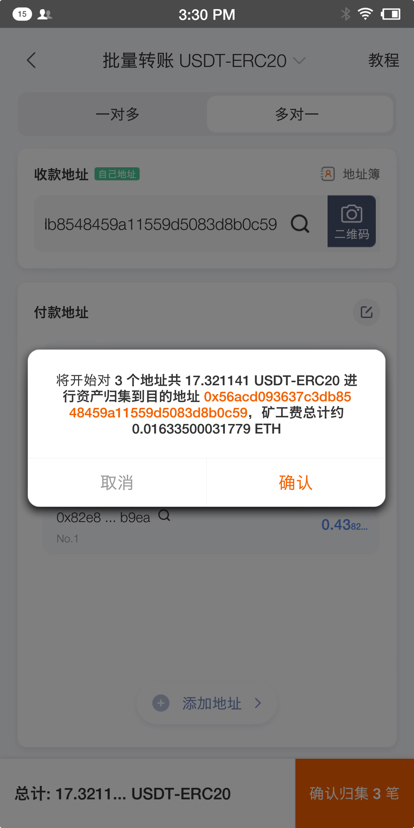 15
3:30 PM
批量转账 USDT-ERC20
教程
一对多
多对一
收款地址 自己地址
地址簿
lb8548459a11559d5083d8b0c59
二维码
付款地址
将开始对 3 个地址共 17.321141 USDT-ERC20 进
行资产归集到目的地址 0x56acd093637c3db85
48459a11559d5083d8b0c59，矿工费总计约
0.01633500031779 ETH
取消
确认
0x82e8 ... b9ea
0.4382...
No.1
添加地址
总计: 17.3211... USDT-ERC20
确认归集 3 笔